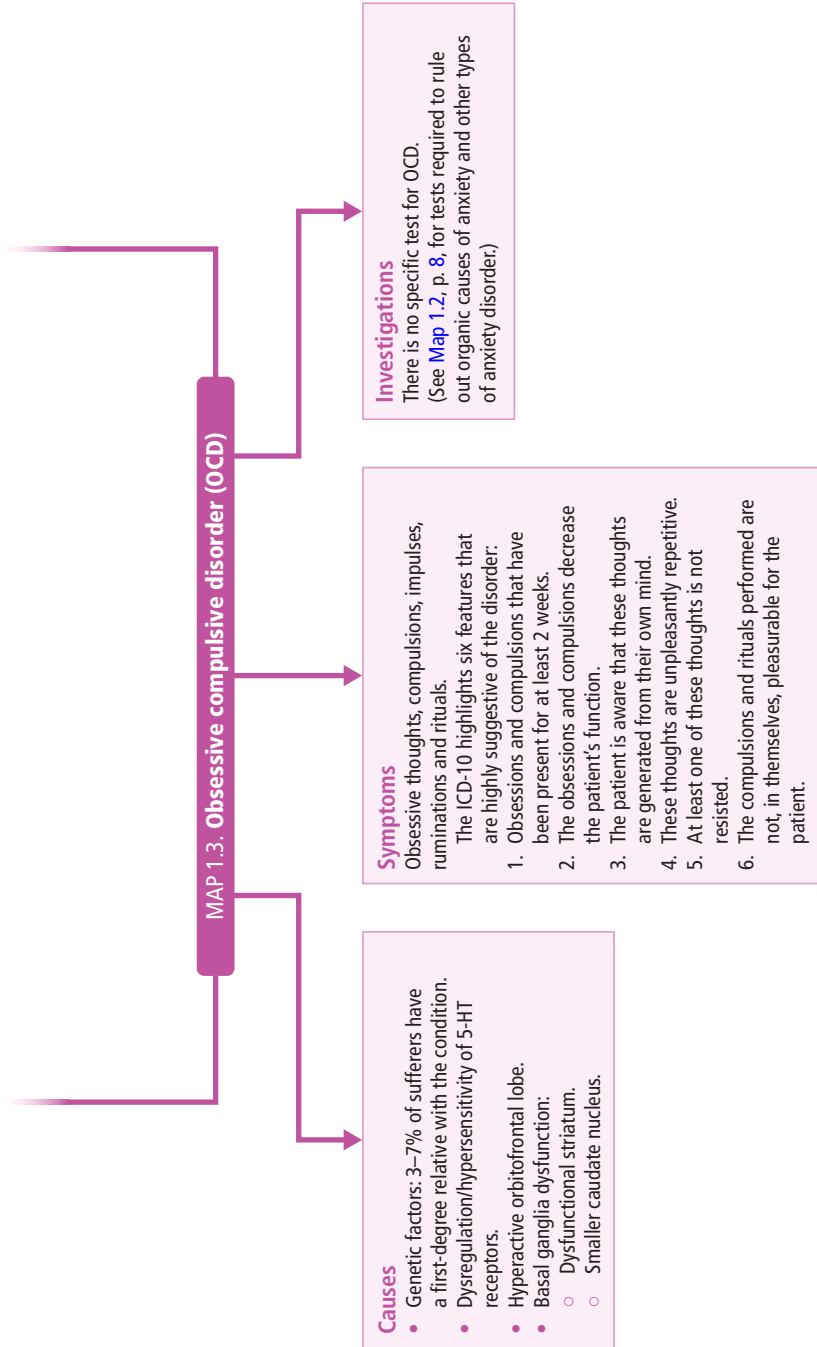 MAP 1.3. Obsessive compulsive disorder (OCD)
Causes
• Genetic factors: 3–7% of sufferers have
a first-degree relative with the condition.
• Dysregulation/hypersensitivity of 5-HT
receptors.
• Hyperactive orbitofrontal lobe.
• Basal ganglia dysfunction:
○ Dysfunctional striatum.
○ Smaller caudate nucleus.
Symptoms
Obsessive thoughts, compulsions, impulses,
ruminations and rituals.
The ICD-10 highlights six features that
are highly suggestive of the disorder:
1. Obsessions and compulsions that have
been present for at least 2 weeks.
2. The obsessions and compulsions decrease
the patient’s function.
3. The patient is aware that these thoughts
are generated from their own mind.
4. These thoughts are unpleasantly repetitive.
5. At least one of these thoughts is not
resisted.
6. The compulsions and rituals performed are
not, in themselves, pleasurable for the
patient.
Investigations
There is no specific test for OCD.
(See Map 1.2, p. 8, for tests required to rule
out organic causes of anxiety and other types
of anxiety disorder.)